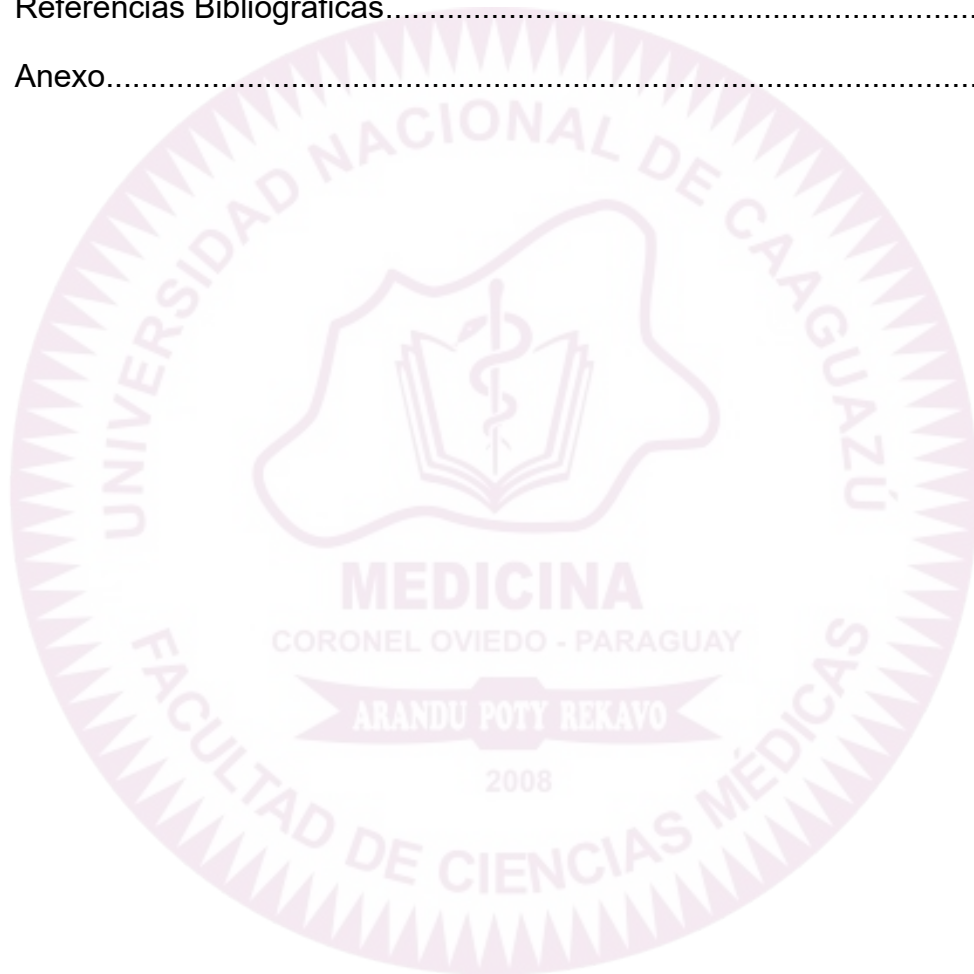 Referencias Bibliográficas....................................................................
Anexo....................................................................................................
UNIVERSIDAD NACIONAL DE CAAGUAZÚ
MEDICINA
CORONEL OVIEDO - PARAGUAY
ARANDU POTY REKAVO
2008
FACULTAD DE CIENCIAS MÉDICAS